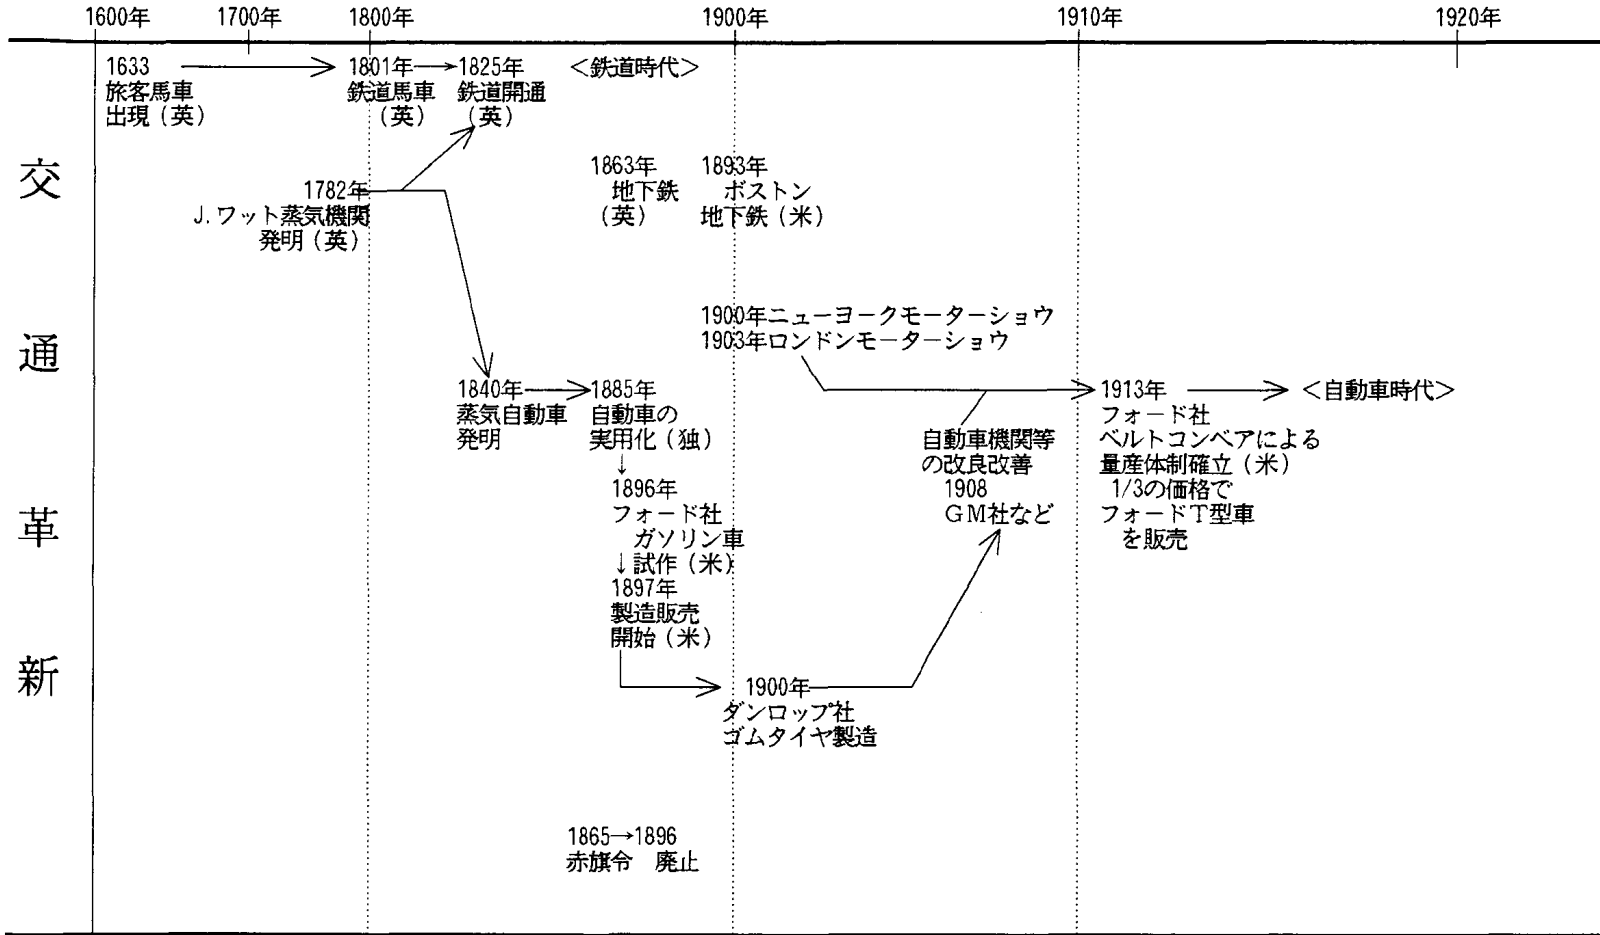 1600年 1700年 1800年 1900年 1910年 1920年
交通革新
1633
旅客馬車
出現（英）
1801年
鉄道馬車
（英）
1825年
鉄道開通
（英）
＜鉄道時代＞
1782年
J.ワット蒸気機関
発明（英）
1863年
地下鉄
（英）
1893年
ボストン
地下鉄（米）
1900年ニューヨークモーターショウ
1903年ロンドンモーターショウ
1840年
蒸気自動車
発明
1885年
自動車の
実用化（独）
↓
1896年
フォード社
ガソリン車
↓試作（米）
1897年
製造販売
開始（米）
自動車機関等
の改良改善
1908
ＧＭ社など
1913年
フォード社
ベルトコンベアによる
量産体制確立（米）
1/3の価格で
フォードＴ型車
を販売
＜自動車時代＞
1900年
ダンロップ社
ゴムタイヤ製造
1865→1896
赤旗令　廃止